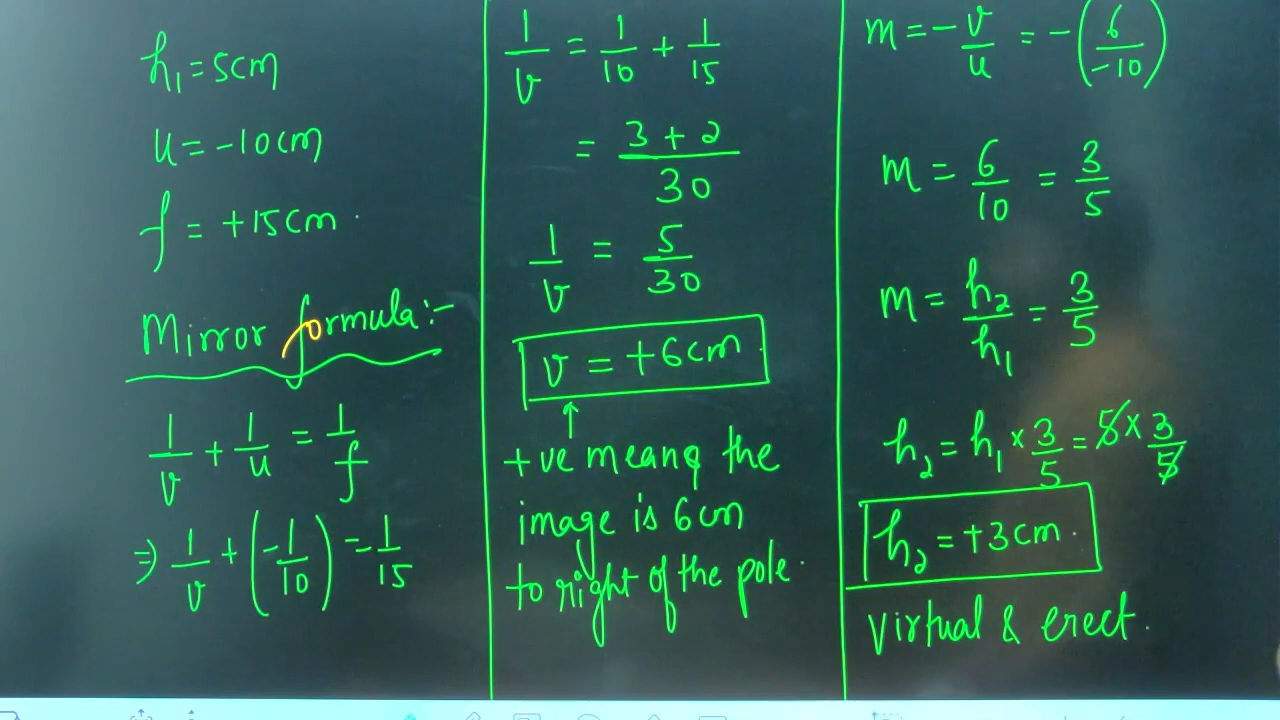 h₁ = 5cm
u = -10cm
f = +15cm.
Mirror formula:-
1/v + 1/u = 1/f
⇒ 1/v + (-1/10) = -1/15
1/v = 1/10 + 1/15
= 3+2/30
1/v = 5/30
v = +6cm
↑
+ve means the
image is 6cm
to right of the pole.
m = -v/u = -(6/-10)
m = 6/10 = 3/5
m = h₂/h₁ = 3/5
h₂ = h₁ × 3/5 = 5 × 3/5
h₂ = +3cm.
Virtual & erect.